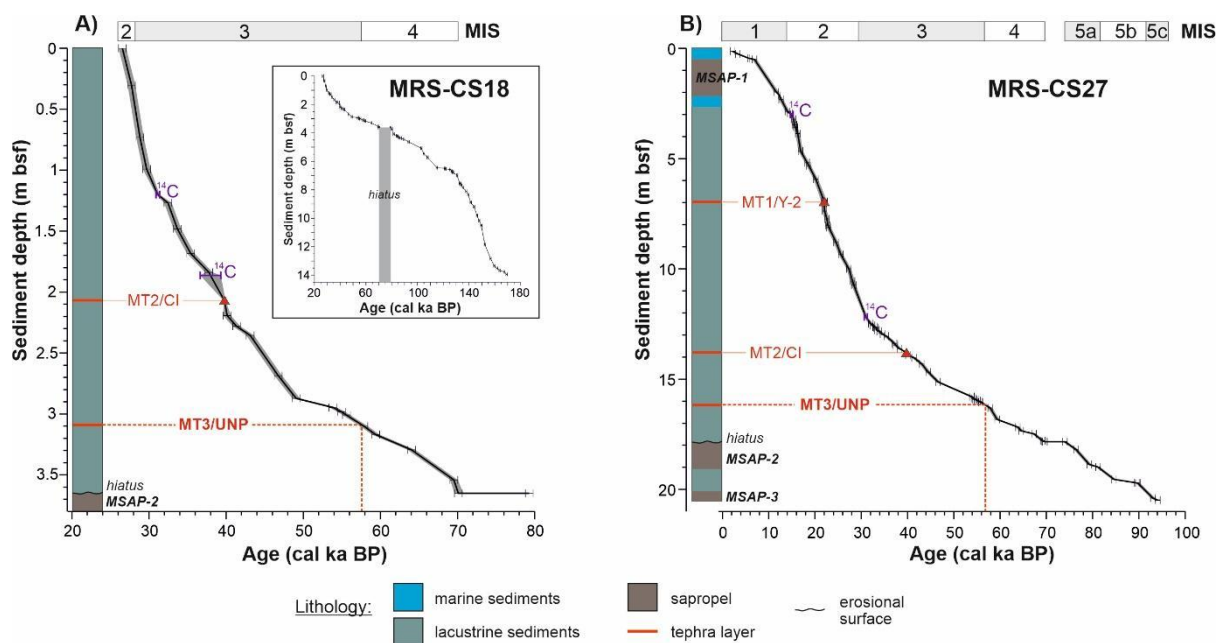 A)
2
3
4
MIS
Sediment depth (m bsf)
0
0.5
1.0
1.5
2.0
2.5
3.0
3.5
14C
14C
MT2/CI
MT3/UNP
hiatus
MSAP-2
20
30
40
50
60
70
80
Age (cal ka BP)
MRS-CS18
Sediment depth (m bsf)
0
2
4
6
8
10
12
14
hiatus
20
60
100
140
180
Age (cal ka BP)
B)
1
2
3
4
5a
5b
5c
MIS
MRS-CS27
Sediment depth (m bsf)
0
5
10
15
20
MSAP-1
14C
MT1/Y-2
14C
MT2/CI
MT3/UNP
hiatus
MSAP-2
MSAP-3
0
10
20
30
40
50
60
70
80
90
100
Age (cal ka BP)
Lithology:
marine sediments
lacustrine sediments
sapropel
tephra layer
erosional
surface